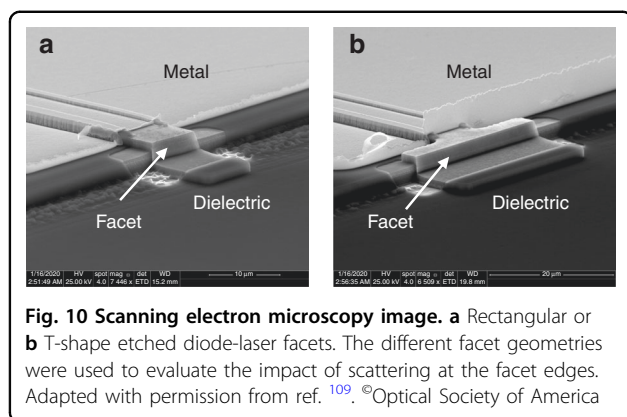 a
Metal
Facet
Dielectric
1/16/2020 HV spot mag det WD 10 µm
2:51:49 AM 25.00 kV 4.0 7 446 x ETD 15.2 mm
b
Metal
Facet
Dielectric
1/16/2020 HV spot mag det WD 20 µm
2:56:35 AM 25.00 kV 4.0 6 509 x ETD 19.8 mm
Fig. 10 Scanning electron microscopy image. a Rectangular or
b T-shape etched diode-laser facets. The different facet geometries
were used to evaluate the impact of scattering at the facet edges.
Adapted with permission from ref. 109. ©Optical Society of America